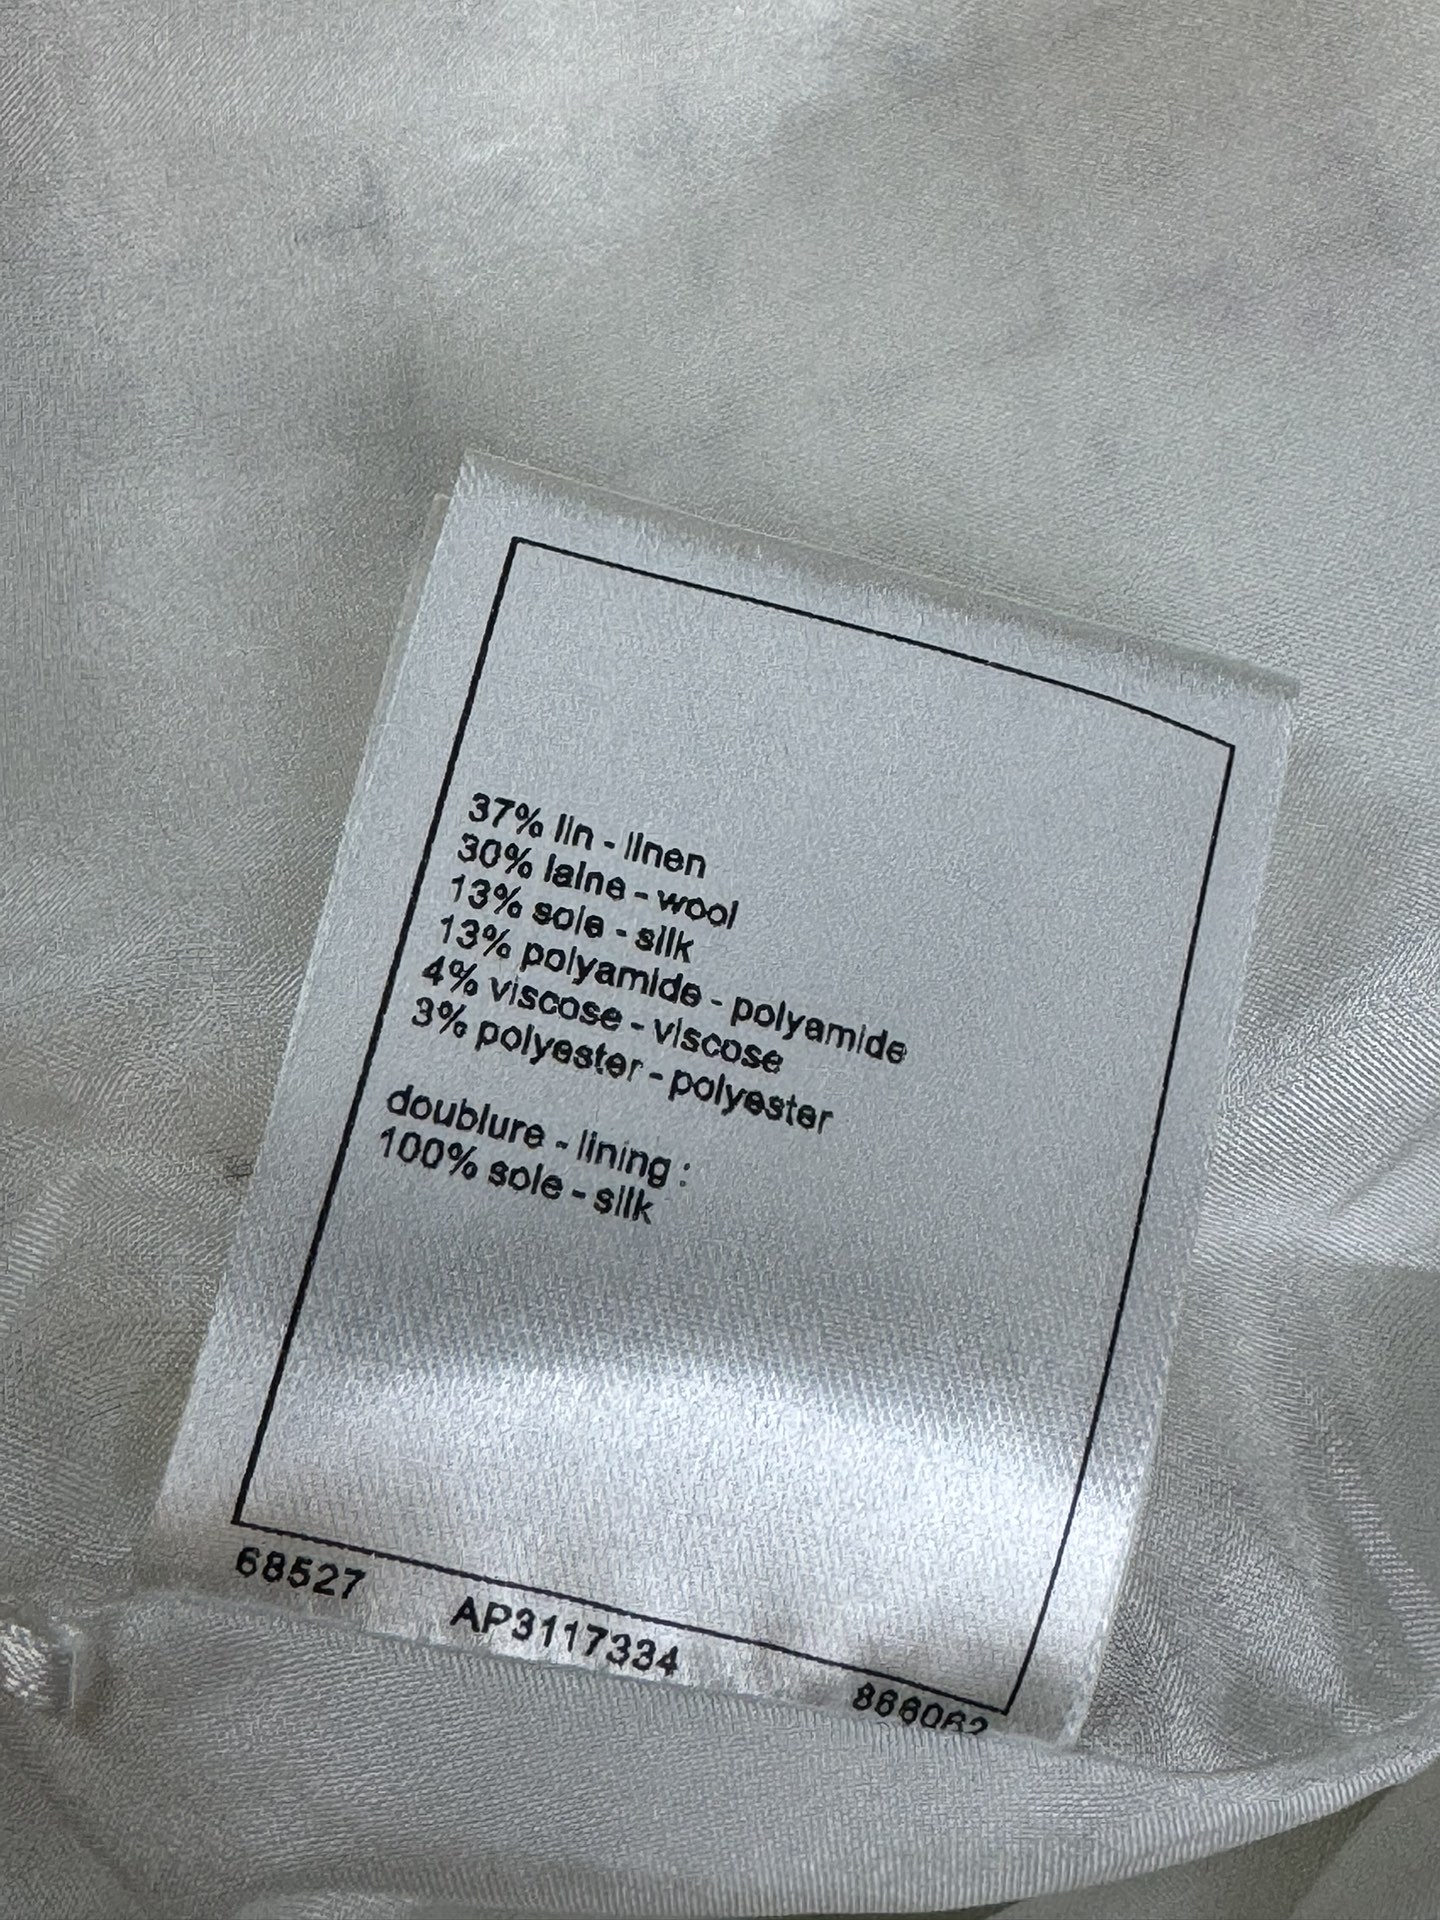 37% lin - linen
30% laine - wool
13% soie - silk
13% polyamide - polyamide
4% viscose - viscose
3% polyester - polyester
doublure - lining :
100% soie - silk
68527 AP3117334